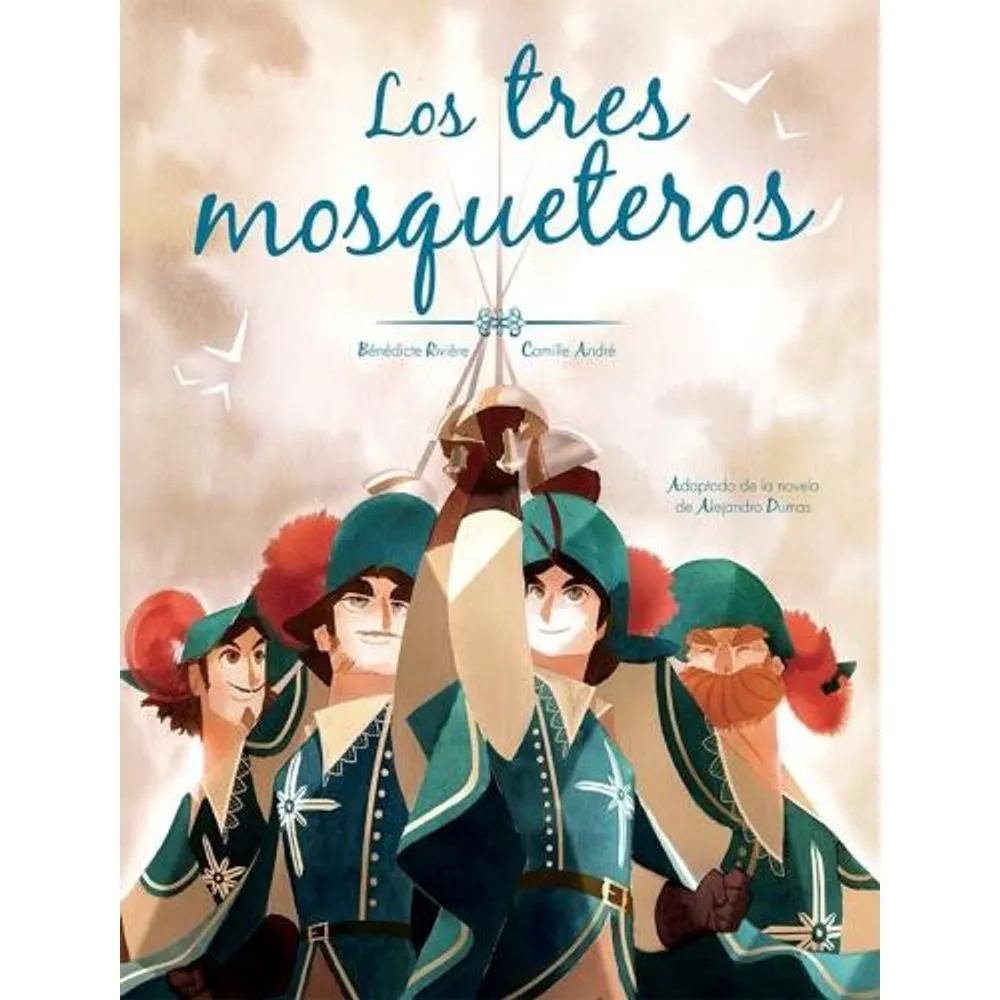 Los tres
mosqueteros
Bénédicte Rivière Camille André
Adaptado de la novela
de Alejandro Dumas